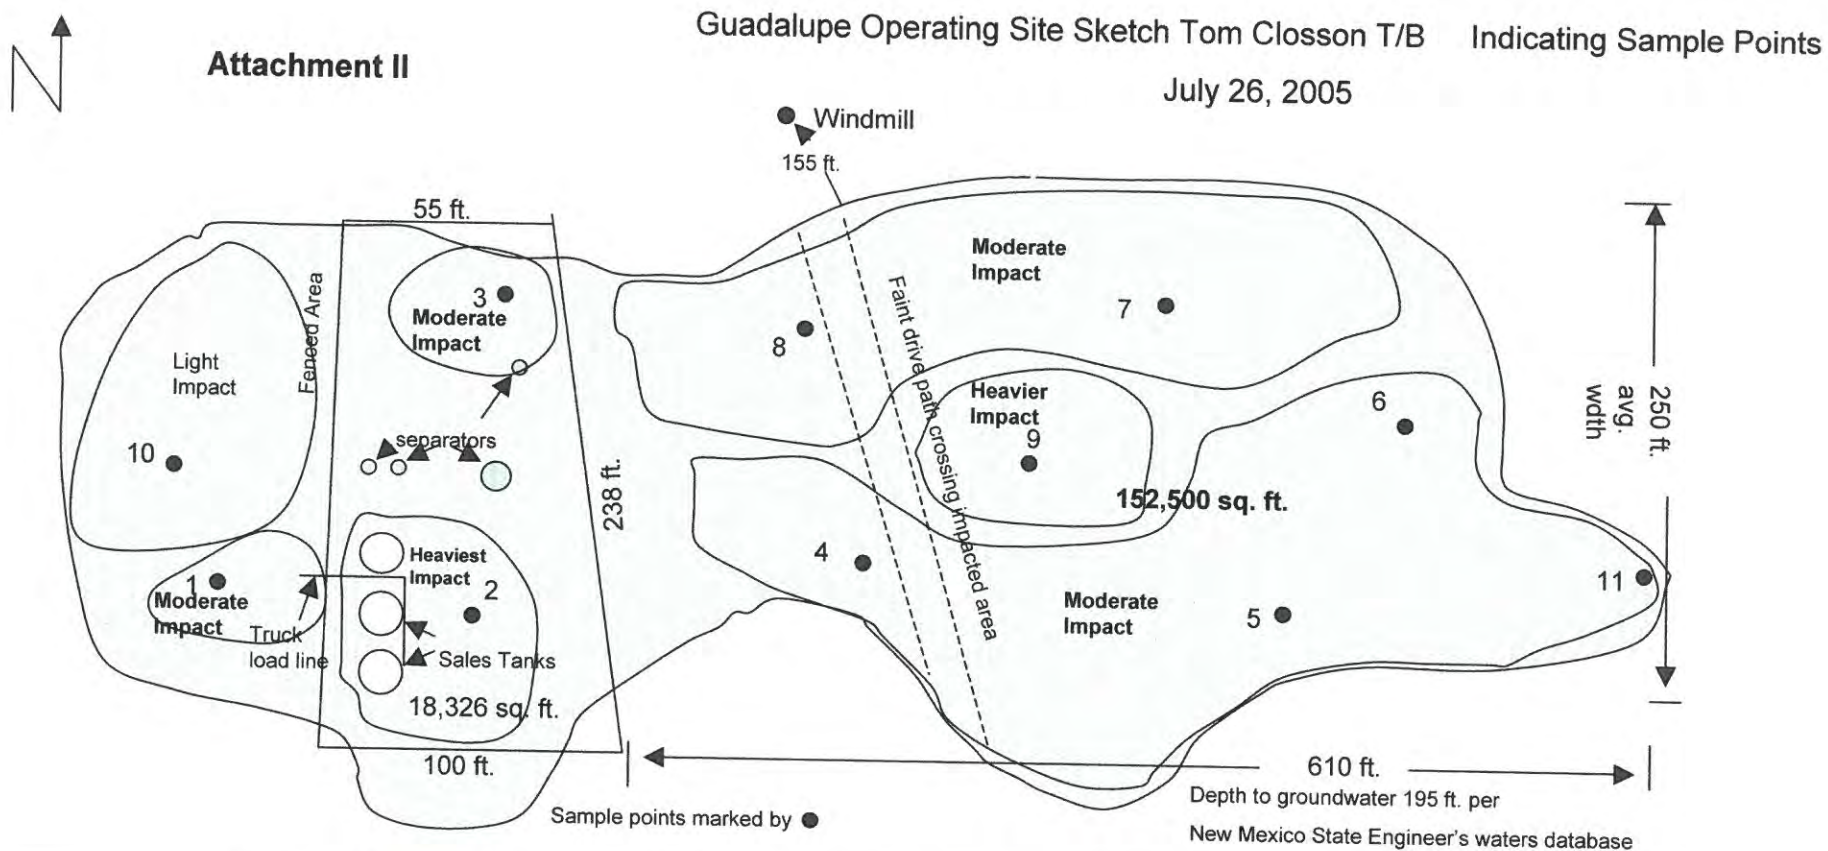 Guadalupe Operating Site Sketch Tom Closson T/B Indicating Sample Points
July 26, 2005
N
Attachment II
Windmill
155 ft.
55 ft.
Fenced Area
3
Moderate
Impact
Light
Impact
10
separators
238 ft.
1
Moderate
Impact
Truck
load line
Heaviest
Impact
2
Sales Tanks
18,326 sq. ft.
100 ft.
Moderate
Impact
7
8
Faint drive path crossing impacted area
Heavier
Impact
9
6
152,500 sq. ft.
4
Moderate
Impact
5
11
250 ft.
avg.
wdth
610 ft.
Sample points marked by
Depth to groundwater 195 ft. per
New Mexico State Engineer's waters database